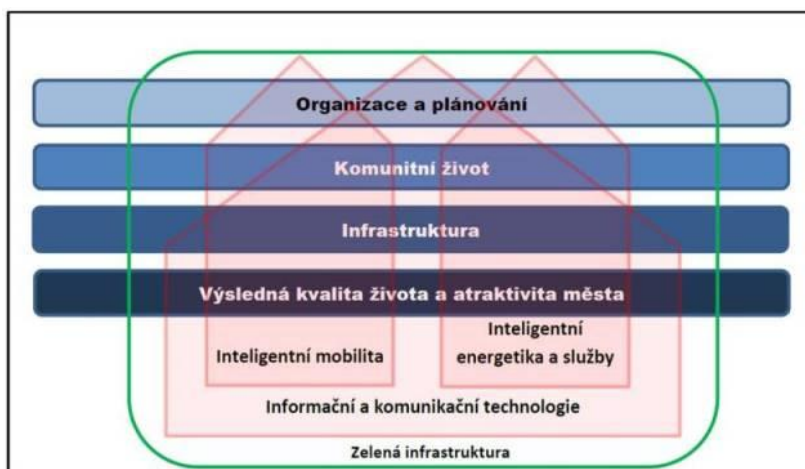 Organizace a plánování
Komunitní život
Infrastruktura
Výsledná kvalita života a atraktivita města
Inteligentní mobilita
Inteligentní
energetika a služby
Informační a komunikační technologie
Zelená infrastruktura